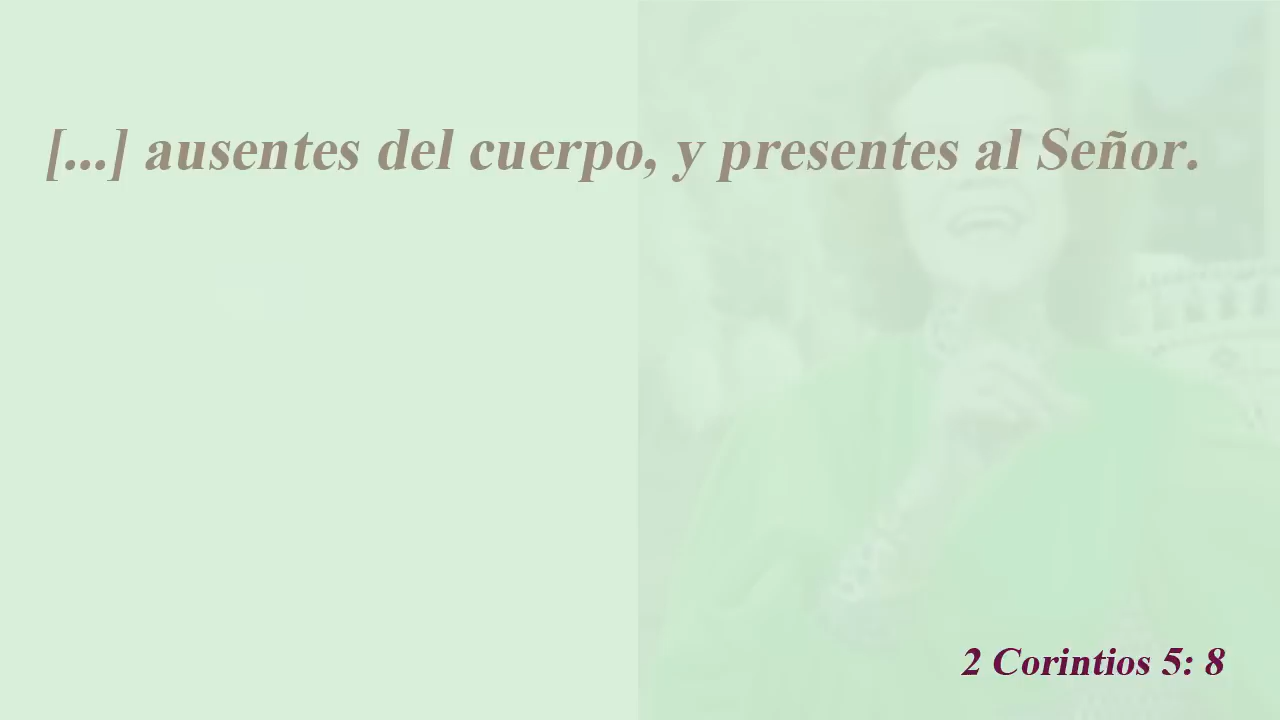 [...] ausentes del cuerpo, y presentes al Señor.
2 Corintios 5: 8